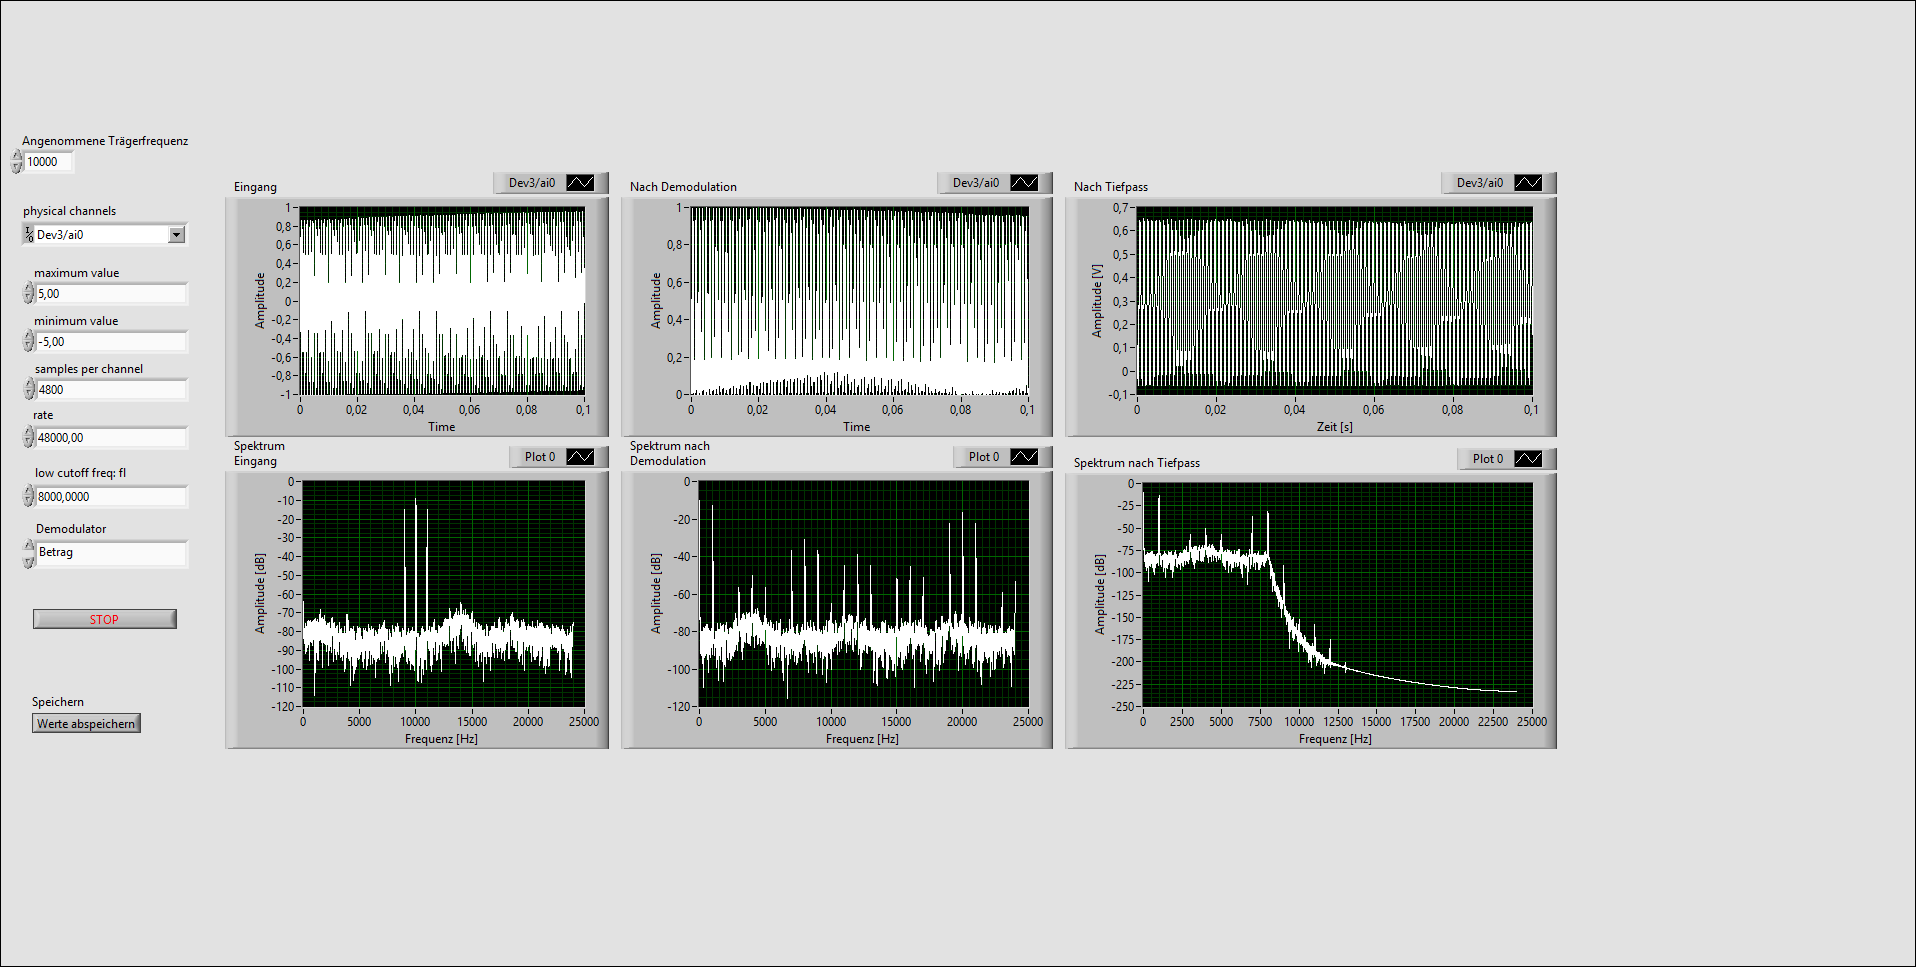 Angenommene Trägerfrequenz
10000
physical channels
Dev3/ai0
maximum value
5,00
minimum value
-5,00
samples per channel
4800
rate
48000,00
low cutoff freq: fl
8000,0000
Demodulator
Betrag
STOP
Speichern
Werte abspeichern
Eingang
Dev3/ai0
Amplitude
1
0,8
0,6
0,4
0,2
0
-0,2
-0,4
-0,6
-0,8
-1
0 0,02 0,04 0,06 0,08 0,1
Time
Nach Demodulation
Dev3/ai0
Amplitude
1
0,8
0,6
0,4
0,2
0
0 0,02 0,04 0,06 0,08 0,1
Time
Nach Tiefpass
Dev3/ai0
Amplitude [V]
0,7
0,6
0,5
0,4
0,3
0,2
0,1
0
-0,1
0 0,02 0,04 0,06 0,08 0,1
Zeit [s]
Spektrum
Eingang
Plot 0
Amplitude [dB]
0
-10
-20
-30
-40
-50
-60
-70
-80
-90
-100
-110
-120
0 5000 10000 15000 20000 25000
Frequenz [Hz]
Spektrum nach
Demodulation
Plot 0
Amplitude [dB]
0
-20
-40
-60
-80
-100
-120
0 5000 10000 15000 20000 25000
Frequenz [Hz]
Spektrum nach Tiefpass
Plot 0
Amplitude [dB]
0
-25
-50
-75
-100
-125
-150
-175
-200
-225
-250
0 2500 5000 7500 10000 12500 15000 17500 20000 22500 25000
Frequenz [Hz]